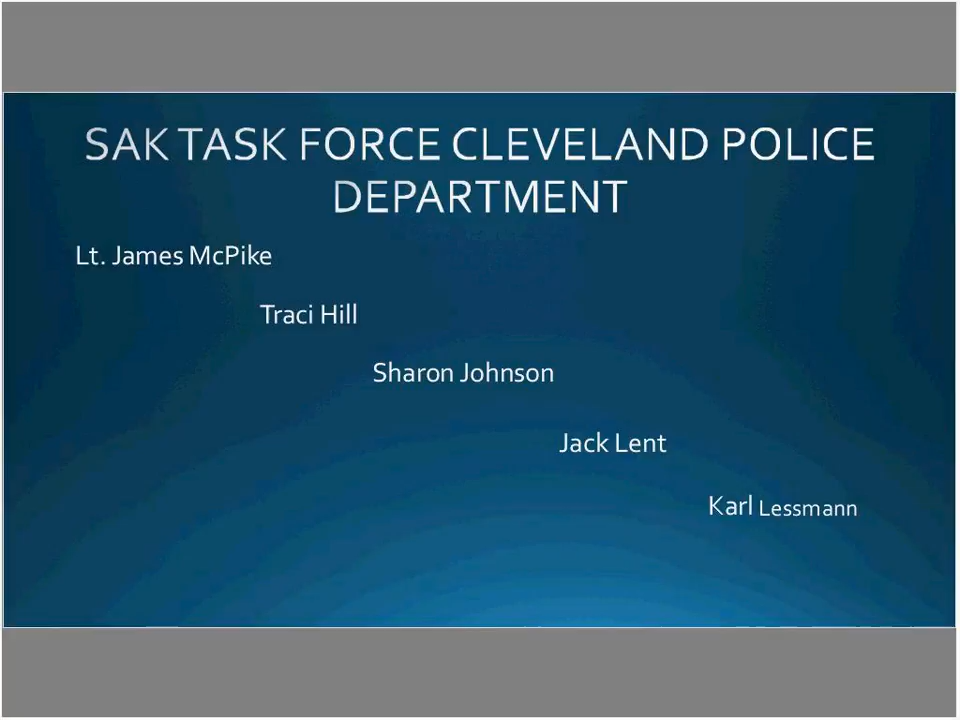 SAK TASK FORCE CLEVELAND POLICE
DEPARTMENT
Lt. James McPike
Traci Hill
Sharon Johnson
Jack Lent
Karl Lessmann